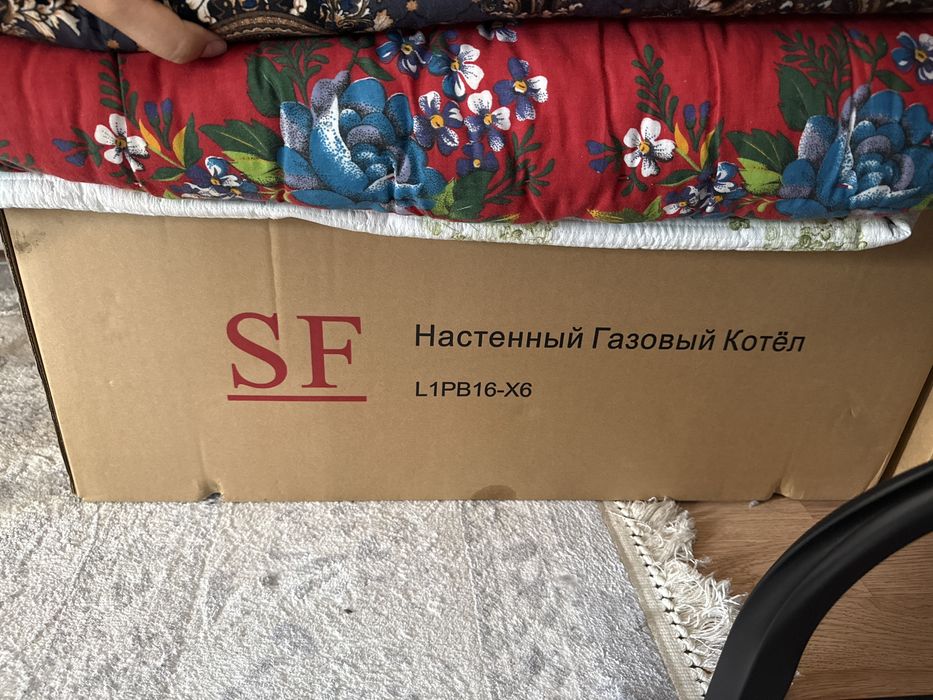 SF
Настенный Газовый Котёл
L1PB16-X6